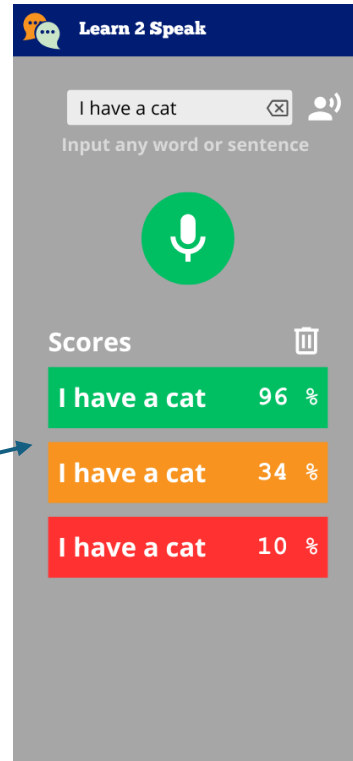 Learn 2 Speak
I have a cat
Input any word or sentence
Scores
I have a cat 96 %
I have a cat 34 %
I have a cat 10 %